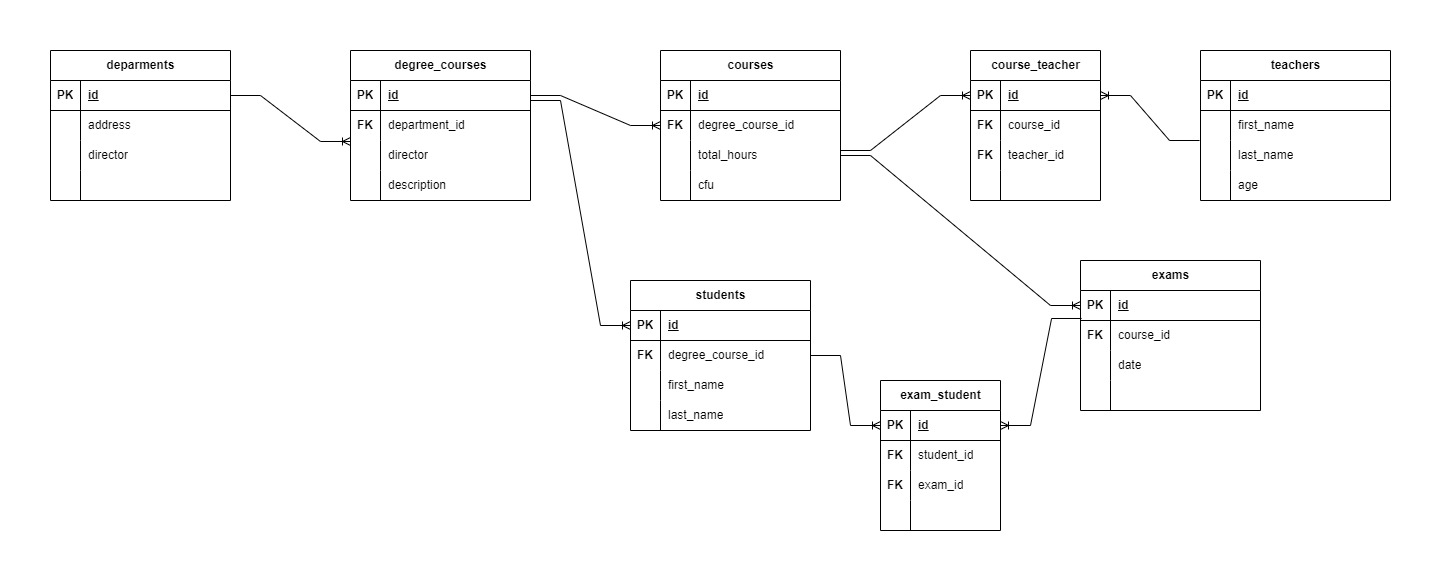 deparments
PK id
address
director
degree_courses
PK id
FK department_id
director
description
courses
PK id
FK degree_course_id
total_hours
cfu
course_teacher
PK id
FK course_id
FK teacher_id
teachers
PK id
first_name
last_name
age
students
PK id
FK degree_course_id
first_name
last_name
exams
PK id
FK course_id
date
exam_student
PK id
FK student_id
FK exam_id